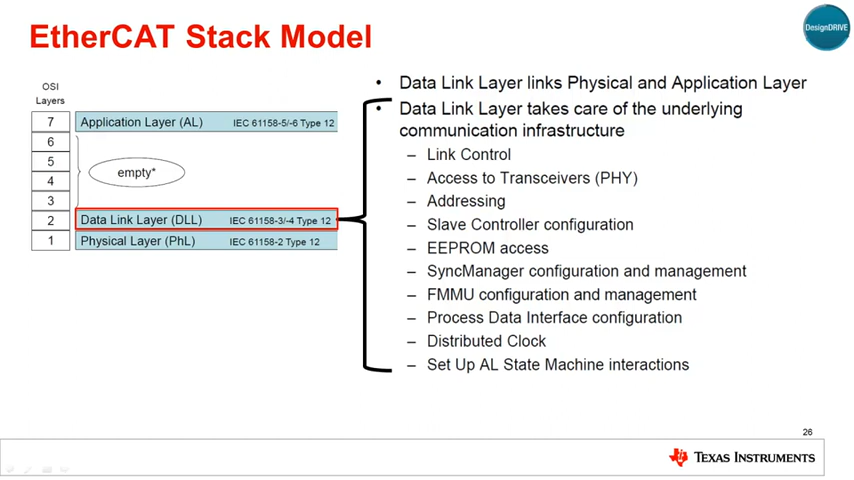 EtherCAT Stack Model
DesignDRIVE
OSI
Layers
7 Application Layer (AL) IEC 61158-5/-6 Type 12
6
5
4
3
empty*
2 Data Link Layer (DLL) IEC 61158-3/-4 Type 12
1 Physical Layer (PhL) IEC 61158-2 Type 12
• Data Link Layer links Physical and Application Layer
• Data Link Layer takes care of the underlying
communication infrastructure
– Link Control
– Access to Transceivers (PHY)
– Addressing
– Slave Controller configuration
– EEPROM access
– SyncManager configuration and management
– FMMU configuration and management
– Process Data Interface configuration
– Distributed Clock
– Set Up AL State Machine interactions
26
TEXAS INSTRUMENTS